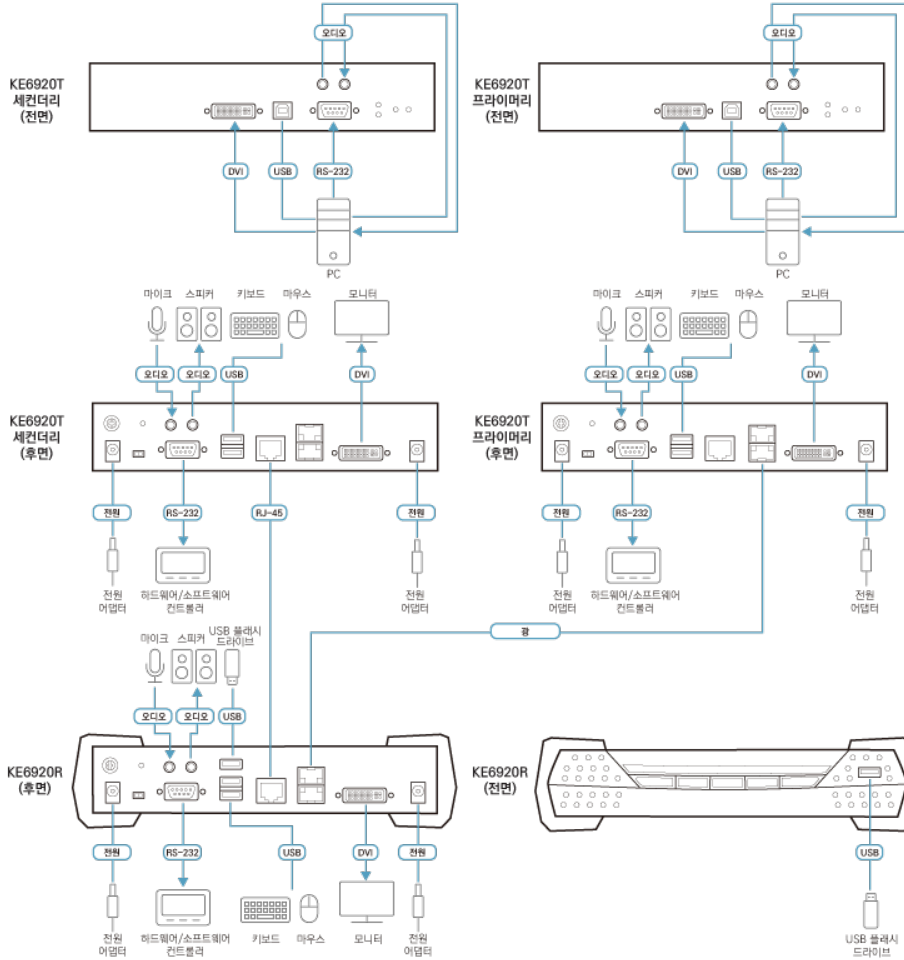 오디오
오디오
KE6920T
세컨더리
(전면)
KE6920T
프라이머리
(전면)
DVI
USB
RS-232
DVI
USB
RS-232
PC
PC
마이크
스피커
키보드
마우스
모니터
마이크
스피커
키보드
마우스
모니터
오디오
오디오
USB
DVI
오디오
오디오
USB
DVI
KE6920T
세컨더리
(후면)
KE6920T
프라이머리
(후면)
전원
RS-232
RJ-45
전원
전원
RS-232
전원
전원
어댑터
하드웨어/소프트웨어
컨트롤러
전원
어댑터
전원
어댑터
하드웨어/소프트웨어
컨트롤러
전원
어댑터
광
마이크
스피커
USB 플래시
드라이브
오디오
오디오
USB
KE6920R
(후면)
KE6920R
(전면)
전원
RS-232
USB
DVI
전원
USB
전원
어댑터
하드웨어/소프트웨어
컨트롤러
키보드
마우스
모니터
전원
어댑터
USB 플래시
드라이브